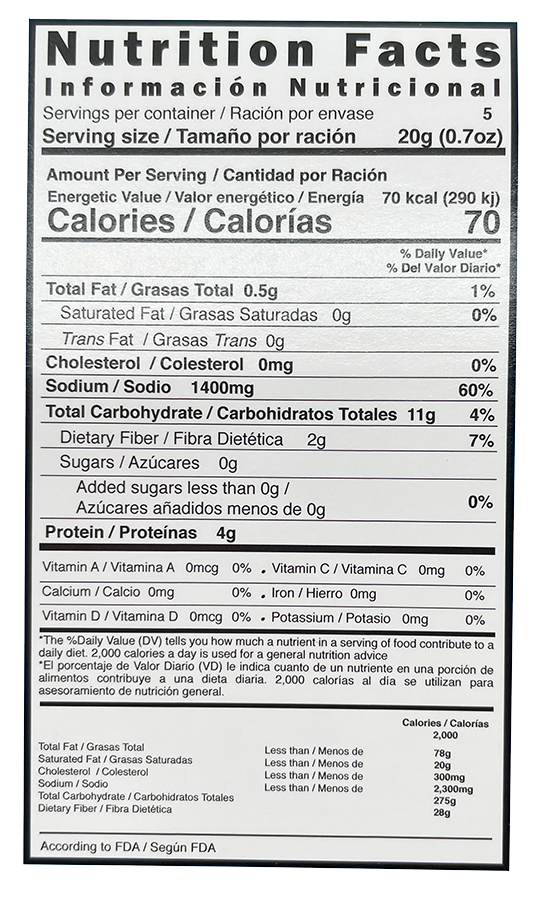 Nutrition Facts
Información Nutricional
Servings per container / Ración por envase 5
Serving size / Tamaño por ración 20g (0.7oz)
Amount Per Serving / Cantidad por Ración
Energetic Value / Valor energético / Energía 70 kcal (290 kj)
Calories / Calorías 70
% Daily Value*
% Del Valor Diario*
Total Fat / Grasas Total 0.5g 1%
Saturated Fat / Grasas Saturadas 0g 0%
Trans Fat / Grasas Trans 0g
Cholesterol / Colesterol 0mg 0%
Sodium / Sodio 1400mg 60%
Total Carbohydrate / Carbohidratos Totales 11g 4%
Dietary Fiber / Fibra Dietética 2g 7%
Sugars / Azúcares 0g
Added sugars less than 0g /
Azúcares añadidos menos de 0g 0%
Protein / Proteínas 4g
Vitamin A / Vitamina A 0mcg 0% • Vitamin C / Vitamina C 0mg 0%
Calcium / Calcio 0mg 0% • Iron / Hierro 0mg 0%
Vitamin D / Vitamina D 0mcg 0% • Potassium / Potasio 0mg 0%
*The %Daily Value (DV) tells you how much a nutrient in a serving of food contribute to a
daily diet. 2,000 calories a day is used for a general nutrition advice
*El porcentaje de Valor Diario (VD) le indica cuanto de un nutriente en una porción de
alimentos contribuye a una dieta diaria. 2,000 calorías al día se utilizan para
asesoramiento de nutrición general.
Calories / Calorías
2,000
Total Fat / Grasas Total Less than / Menos de 78g
Saturated Fat / Grasas Saturadas Less than / Menos de 20g
Cholesterol / Colesterol Less than / Menos de 300mg
Sodium / Sodio Less than / Menos de 2,300mg
Total Carbohydrate / Carbohidratos Totales 275g
Dietary Fiber / Fibra Dietética 28g
According to FDA / Según FDA